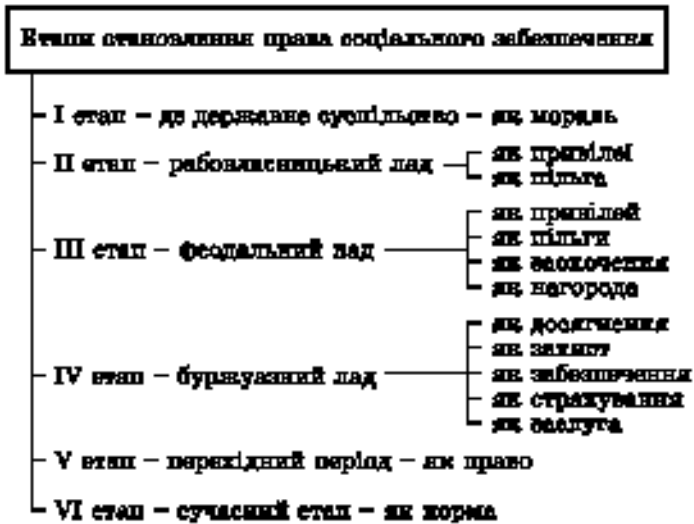 Етапи становлення права соціального забезпечення
I етап – до державне суспільство – як мораль
II етап – рабовласницький лад
як привілеї
як пільга
III етап – феодальний лад
як привілей
як пільги
як заохочення
як нагорода
IV етап – буржуазний лад
як досягнення
як захист
як забезпечення
як страхування
як заслуга
V етап – перехідний період – як право
VI етап – сучасний етап – як норма